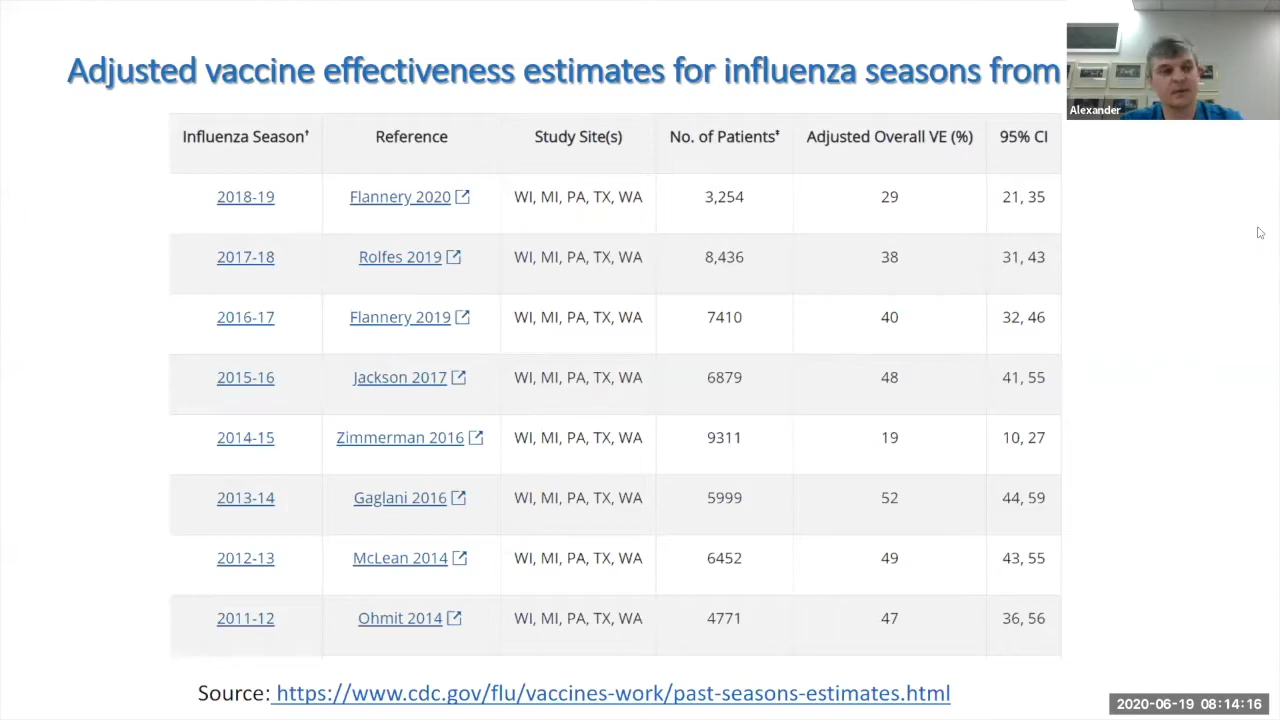 Adjusted vaccine effectiveness estimates for influenza seasons from
Alexander
Influenza Season† Reference Study Site(s) No. of Patients‡ Adjusted Overall VE (%) 95% CI
2018-19 Flannery 2020 WI, MI, PA, TX, WA 3,254 29 21, 35
2017-18 Rolfes 2019 WI, MI, PA, TX, WA 8,436 38 31, 43
2016-17 Flannery 2019 WI, MI, PA, TX, WA 7410 40 32, 46
2015-16 Jackson 2017 WI, MI, PA, TX, WA 6879 48 41, 55
2014-15 Zimmerman 2016 WI, MI, PA, TX, WA 9311 19 10, 27
2013-14 Gaglani 2016 WI, MI, PA, TX, WA 5999 52 44, 59
2012-13 McLean 2014 WI, MI, PA, TX, WA 6452 49 43, 55
2011-12 Ohmit 2014 WI, MI, PA, TX, WA 4771 47 36, 56
Source: https://www.cdc.gov/flu/vaccines-work/past-seasons-estimates.html
2020-06-19 08:14:16